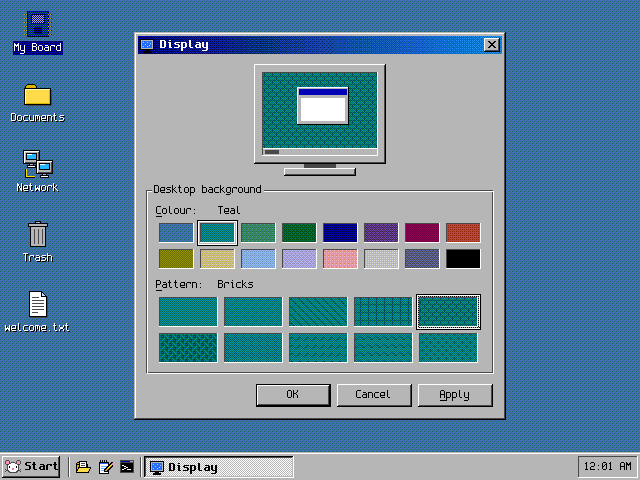 My Board
Documents
Network
Trash
welcome.txt
Display
Desktop background
Colour: Teal
Pattern: Bricks
OK Cancel Apply
Start Display 12:01 AM